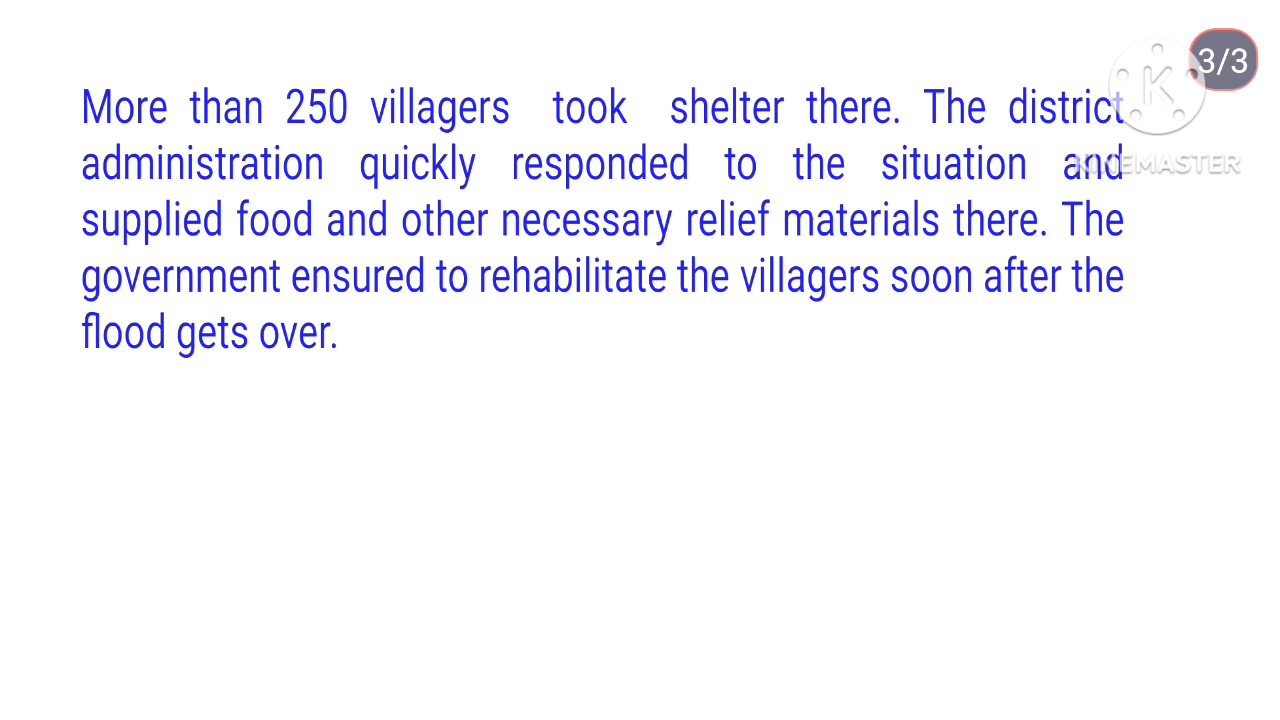 3/3
More than 250 villagers took shelter there. The district
administration quickly responded to the situation and
supplied food and other necessary relief materials there. The
government ensured to rehabilitate the villagers soon after the
flood gets over.
K
KINEMASTER